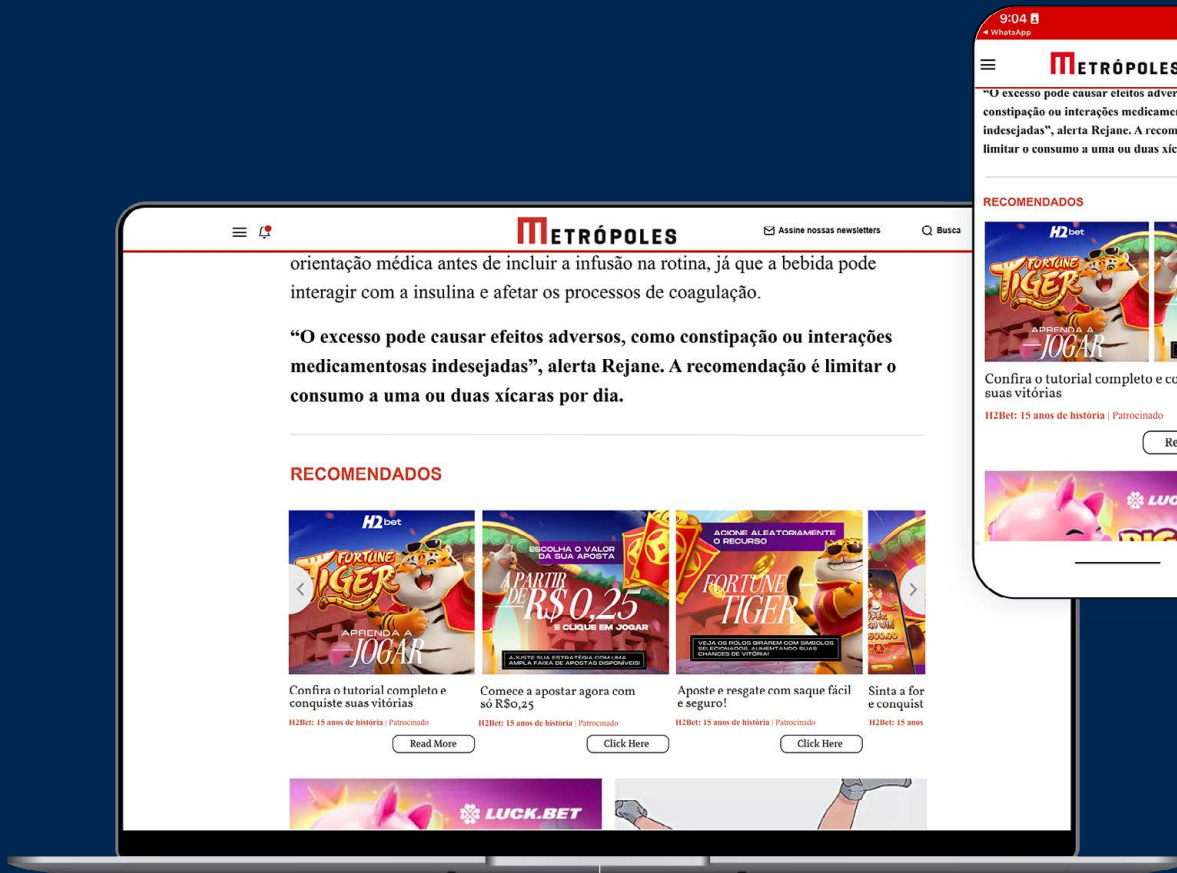 METRÓPOLES
Assine nossas newsletters
Busca
orientação médica antes de incluir a infusão na rotina, já que a bebida pode
interagir com a insulina e afetar os processos de coagulação.
“O excesso pode causar efeitos adversos, como constipação ou interações
medicamentosas indesejadas”, alerta Rejane. A recomendação é limitar o
consumo a uma ou duas xícaras por dia.
RECOMENDADOS
H2bet
FORTUNE
TIGER
APRENDA A
JOGAR
Confira o tutorial completo e
conquiste suas vitórias
H2Bet: 15 anos de história | Patrocinado
Read More
ESCOLHA O VALOR
DA SUA APOSTA
A PARTIR
DE R$0,25
E CLIQUE EM JOGAR
AJUSTE SUA ESTRATÉGIA COM UMA
AMPLA FAIXA DE APOSTAS DISPONÍVEIS!
Comece a apostar agora com
só R$0,25
H2Bet: 15 anos de história | Patrocinado
Click Here
ACIONE ALEATORIAMENTE
O RECURSO
FORTUNE
TIGER
VEJA OS ROLOS GIRAREM COM SÍMBOLOS
SELECIONADOS, AUMENTANDO SUAS
CHANCES DE VITÓRIA!
Aposte e resgate com saque fácil
e seguro!
H2Bet: 15 anos de história | Patrocinado
Click Here
Sinta a for
e conquist
H2Bet: 15 anos
LUCK.BET
9:04
WhatsApp
METRÓPOLES
“O excesso pode causar efeitos adver
constipação ou interações medicame
indesejadas”, alerta Rejane. A recom
limitar o consumo a uma ou duas xíc
RECOMENDADOS
H2bet
FORTUNE
TIGER
APRENDA A
JOGAR
Confira o tutorial completo e co
suas vitórias
H2Bet: 15 anos de história | Patrocinado
Re
LUC